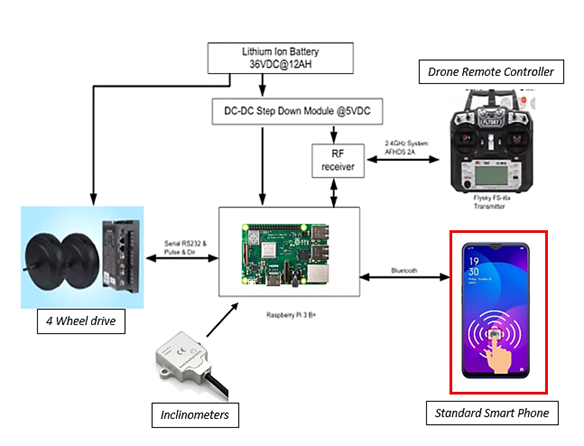 Lithium Ion Battery
36VDC@12AH
Drone Remote Controller
DC-DC Step Down Module @5VDC
FLYSKY
RF
receiver
2.4GHz System
AFHDS 2A
Flysky FS-i6x
Transmitter
Serial RS232 &
Pulse & Dir
Bluetooth
19
30
4 Wheel drive
Raspberry Pi 3 B+
CE
Inclinometers
Standard Smart Phone